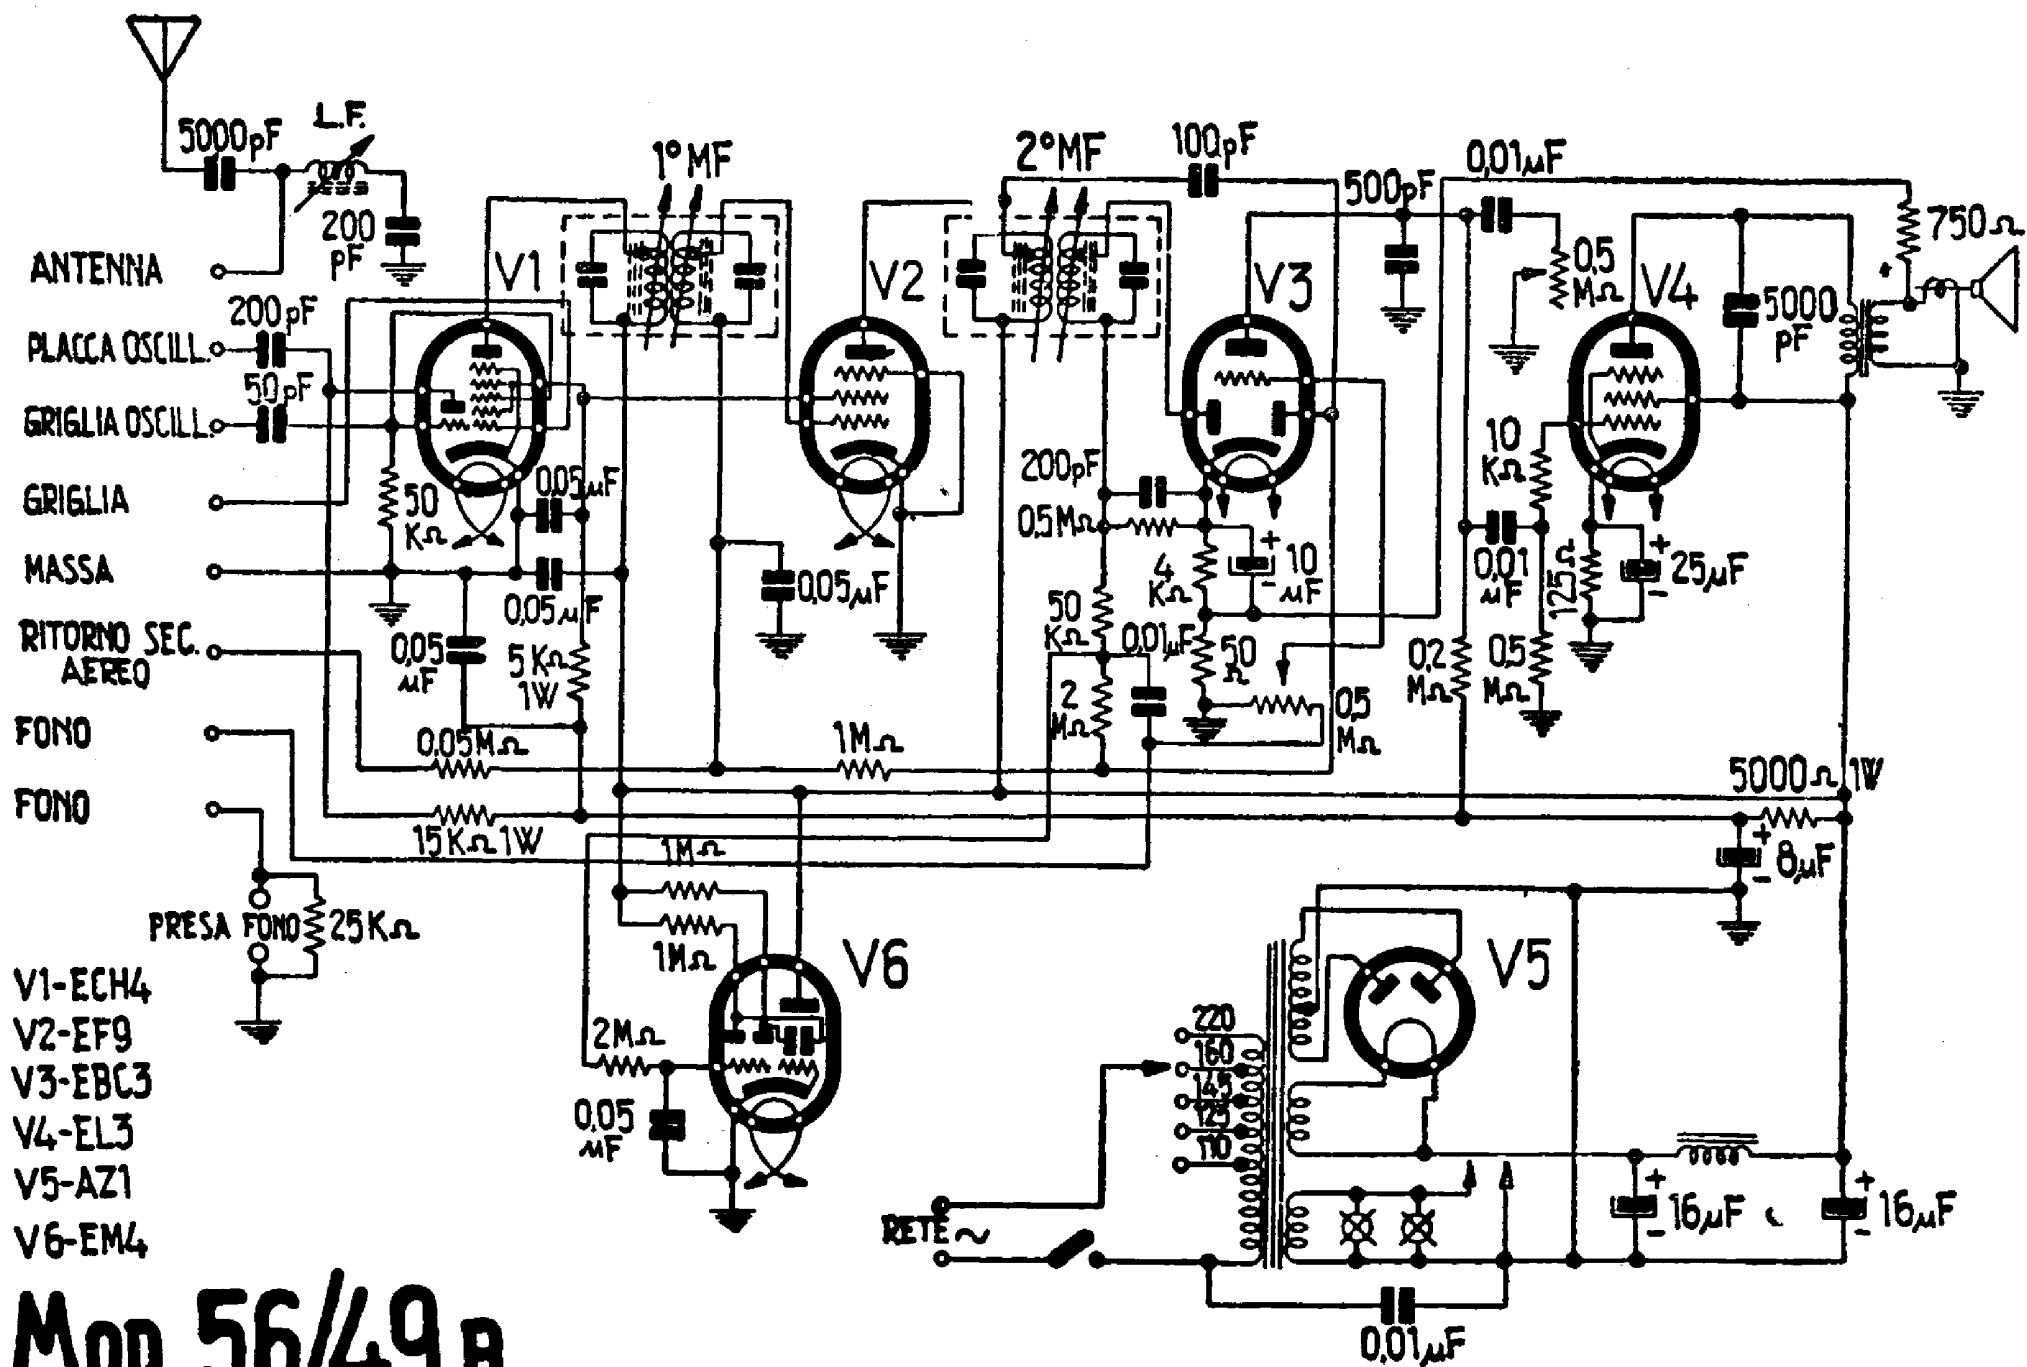 5000pF
L.F.
200
pF
1° MF
2° MF
100pF
500pF
0,01µF
750Ω
ANTENNA
V1
V2
V3
0,5
MΩ
V4
5000
pF
200pF
PLACCA OSCILL.
50pF
GRIGLIA OSCILL.
GRIGLIA
50
KΩ
0,05µF
200pF
0,5MΩ
10
KΩ
MASSA
0,05µF
0,05µF
4
KΩ
10
µF
0,01
µF
125Ω
25µF
RITORNO SEC.
AEREO
0,05
µF
5KΩ
1W
50
KΩ
0,01µF
50
Ω
0,2
MΩ
0,5
MΩ
2
MΩ
0,5
MΩ
FONO
0,05MΩ
1MΩ
5000Ω 1W
FONO
15KΩ 1W
1MΩ
8µF
PRESA FONO
25KΩ
1MΩ
V6
V5
V1-ECH4
V2-EF9
V3-EBC3
V4-EL3
V5-AZ1
V6-EM4
2MΩ
0,05
µF
220
160
145
125
110
RETE ~
16µF
16µF
0,01µF
MOD. 56/49 B